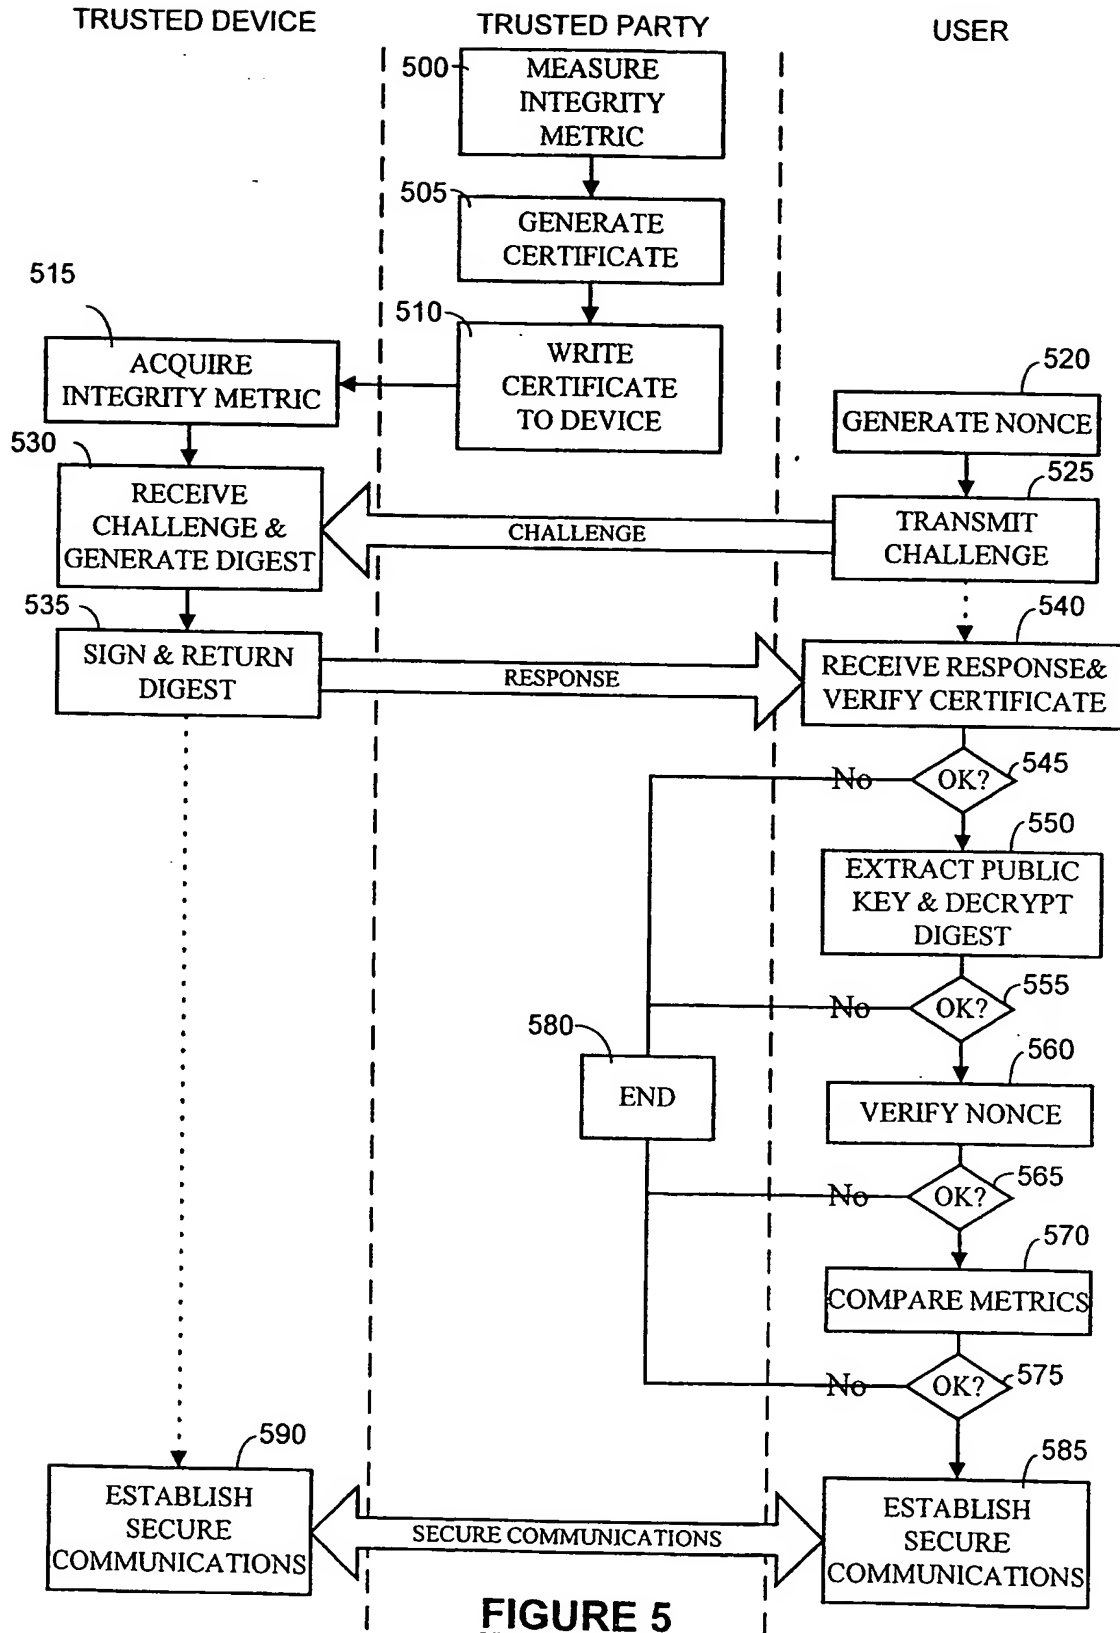 TRUSTED DEVICE
TRUSTED PARTY
USER
500
MEASURE
INTEGRITY
METRIC
505
GENERATE
CERTIFICATE
510
WRITE
CERTIFICATE
TO DEVICE
515
ACQUIRE
INTEGRITY METRIC
520
GENERATE NONCE
530
RECEIVE
CHALLENGE &
GENERATE DIGEST
CHALLENGE
525
TRANSMIT
CHALLENGE
535
SIGN & RETURN
DIGEST
RESPONSE
540
RECEIVE RESPONSE&
VERIFY CERTIFICATE
No
OK?
545
550
EXTRACT PUBLIC
KEY & DECRYPT
DIGEST
No
OK?
555
580
END
560
VERIFY NONCE
No
OK?
565
570
COMPARE METRICS
No
OK?
575
590
ESTABLISH
SECURE
COMMUNICATIONS
SECURE COMMUNICATIONS
585
ESTABLISH
SECURE
COMMUNICATIONS
FIGURE 5